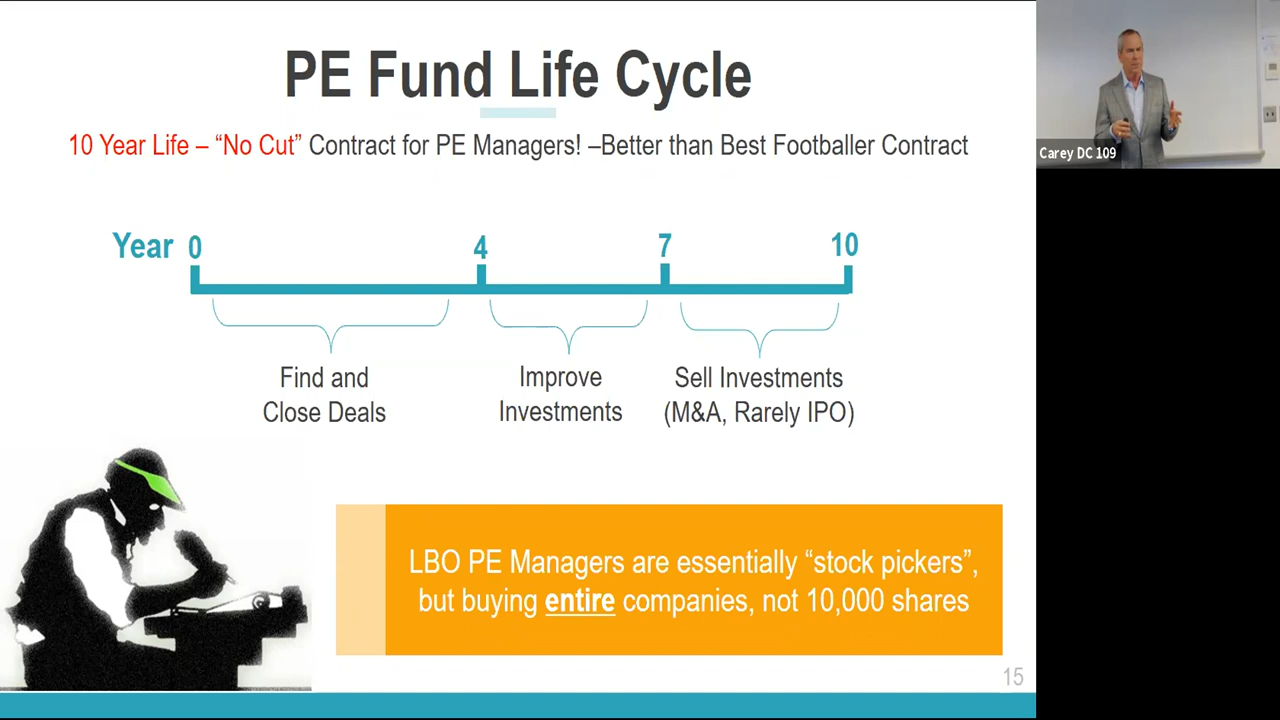 PE Fund Life Cycle
10 Year Life – “No Cut” Contract for PE Managers! –Better than Best Footballer Contract
Year 0 4 7 10
Find and
Close Deals
Improve
Investments
Sell Investments
(M&A, Rarely IPO)
LBO PE Managers are essentially “stock pickers”,
but buying entire companies, not 10,000 shares
15
Carey DC 109